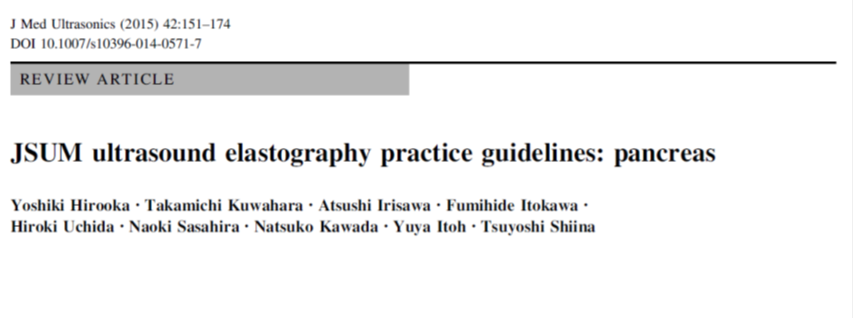 J Med Ultrasonics (2015) 42:151–174
DOI 10.1007/s10396-014-0571-7
REVIEW ARTICLE
JSUM ultrasound elastography practice guidelines: pancreas
Yoshiki Hirooka · Takamichi Kuwahara · Atsushi Irisawa · Fumihide Itokawa ·
Hiroki Uchida · Naoki Sasahira · Natsuko Kawada · Yuya Itoh · Tsuyoshi Shiina